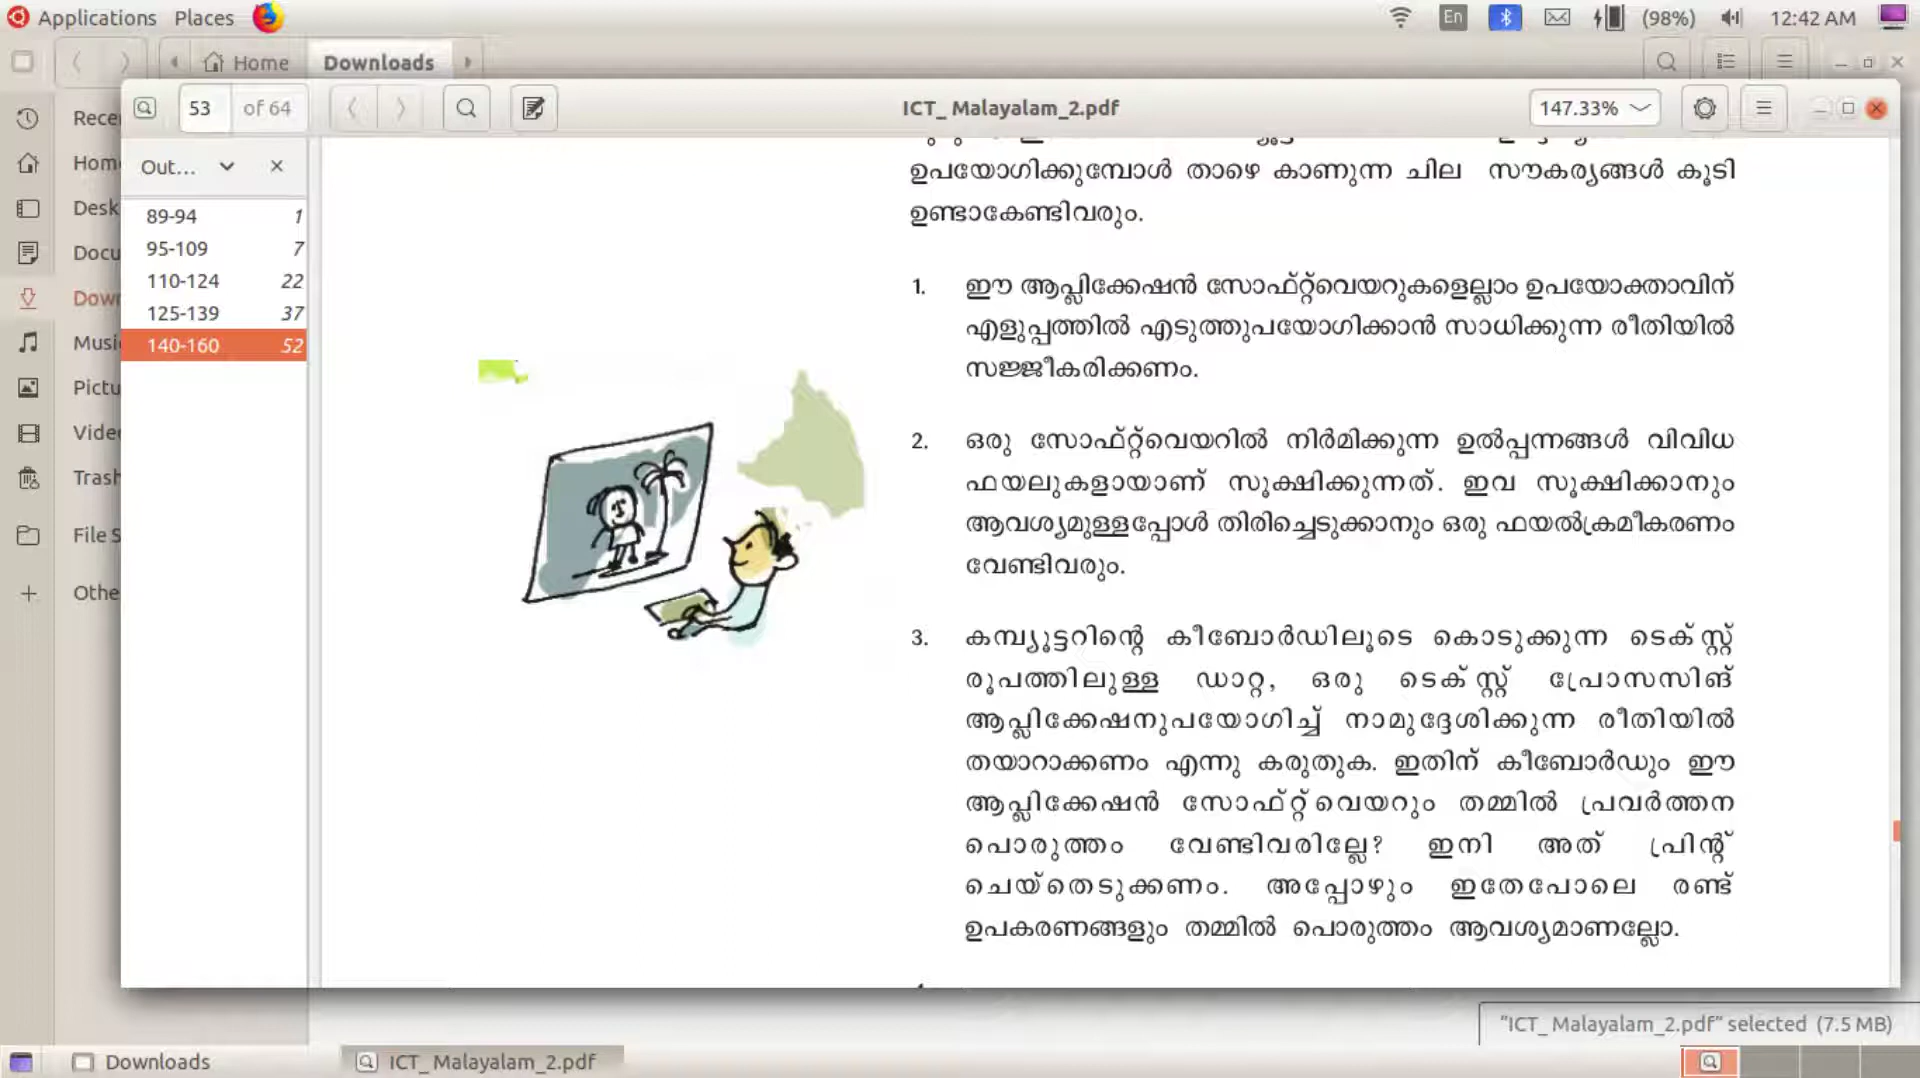 Applications Places En (98%) 12:42 AM
Home Downloads
53 of 64 ICT_ Malayalam_2.pdf 147.33%
Out...
89-94 1
95-109 7
110-124 22
125-139 37
140-160 52
Rece
Hom
Desk
Docu
Down
Musi
Pictu
Vide
Trash
File S
Othe
ഉപയോഗിക്കുമ്പോൾ താഴെ കാണുന്ന ചില സൗകര്യങ്ങൾ കൂടി
ഉണ്ടാകേണ്ടിവരും.
1. ഈ ആപ്ലിക്കേഷൻ സോഫ്റ്റ്‌വെയറുകളെല്ലാം ഉപയോക്താവിന്
എളുപ്പത്തിൽ എടുത്തുപയോഗിക്കാൻ സാധിക്കുന്ന രീതിയിൽ
സജ്ജീകരിക്കണം.
2. ഒരു സോഫ്റ്റ്‌വെയറിൽ നിർമിക്കുന്ന ഉൽപ്പന്നങ്ങൾ വിവിധ
ഫയലുകളായാണ് സൂക്ഷിക്കുന്നത്. ഇവ സൂക്ഷിക്കാനും
ആവശ്യമുള്ളപ്പോൾ തിരിച്ചെടുക്കാനും ഒരു ഫയൽക്രമീകരണം
വേണ്ടിവരും.
3. കമ്പ്യൂട്ടറിന്റെ കീബോർഡിലൂടെ കൊടുക്കുന്ന ടെക്സ്റ്റ്
രൂപത്തിലുള്ള ഡാറ്റ, ഒരു ടെക്സ്റ്റ് പ്രോസസിങ്
ആപ്ലിക്കേഷനുപയോഗിച്ച് നാമുദ്ദേശിക്കുന്ന രീതിയിൽ
തയാറാക്കണം എന്നു കരുതുക. ഇതിന് കീബോർഡും ഈ
ആപ്ലിക്കേഷൻ സോഫ്റ്റ്‌വെയറും തമ്മിൽ പ്രവർത്തന
പൊരുത്തം വേണ്ടിവരില്ലേ? ഇനി അത് പ്രിന്റ്
ചെയ്തെടുക്കണം. അപ്പോഴും ഇതേപോലെ രണ്ട്
ഉപകരണങ്ങളും തമ്മിൽ പൊരുത്തം ആവശ്യമാണല്ലോ.
"ICT_ Malayalam_2.pdf" selected (7.5 MB)
Downloads ICT_ Malayalam_2.pdf